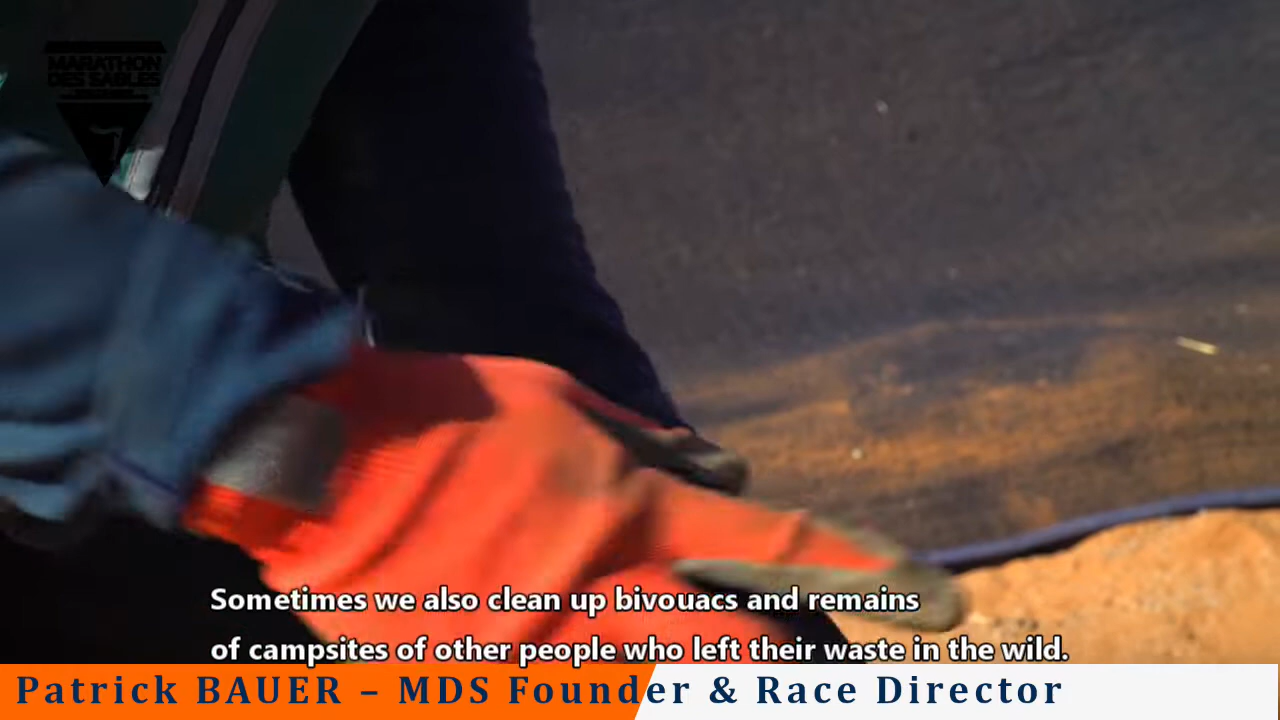 MARATHON
DES SABLES
Sometimes we also clean up bivouacs and remains
of campsites of other people who left their waste in the wild.
Patrick BAUER – MDS Founder & Race Director